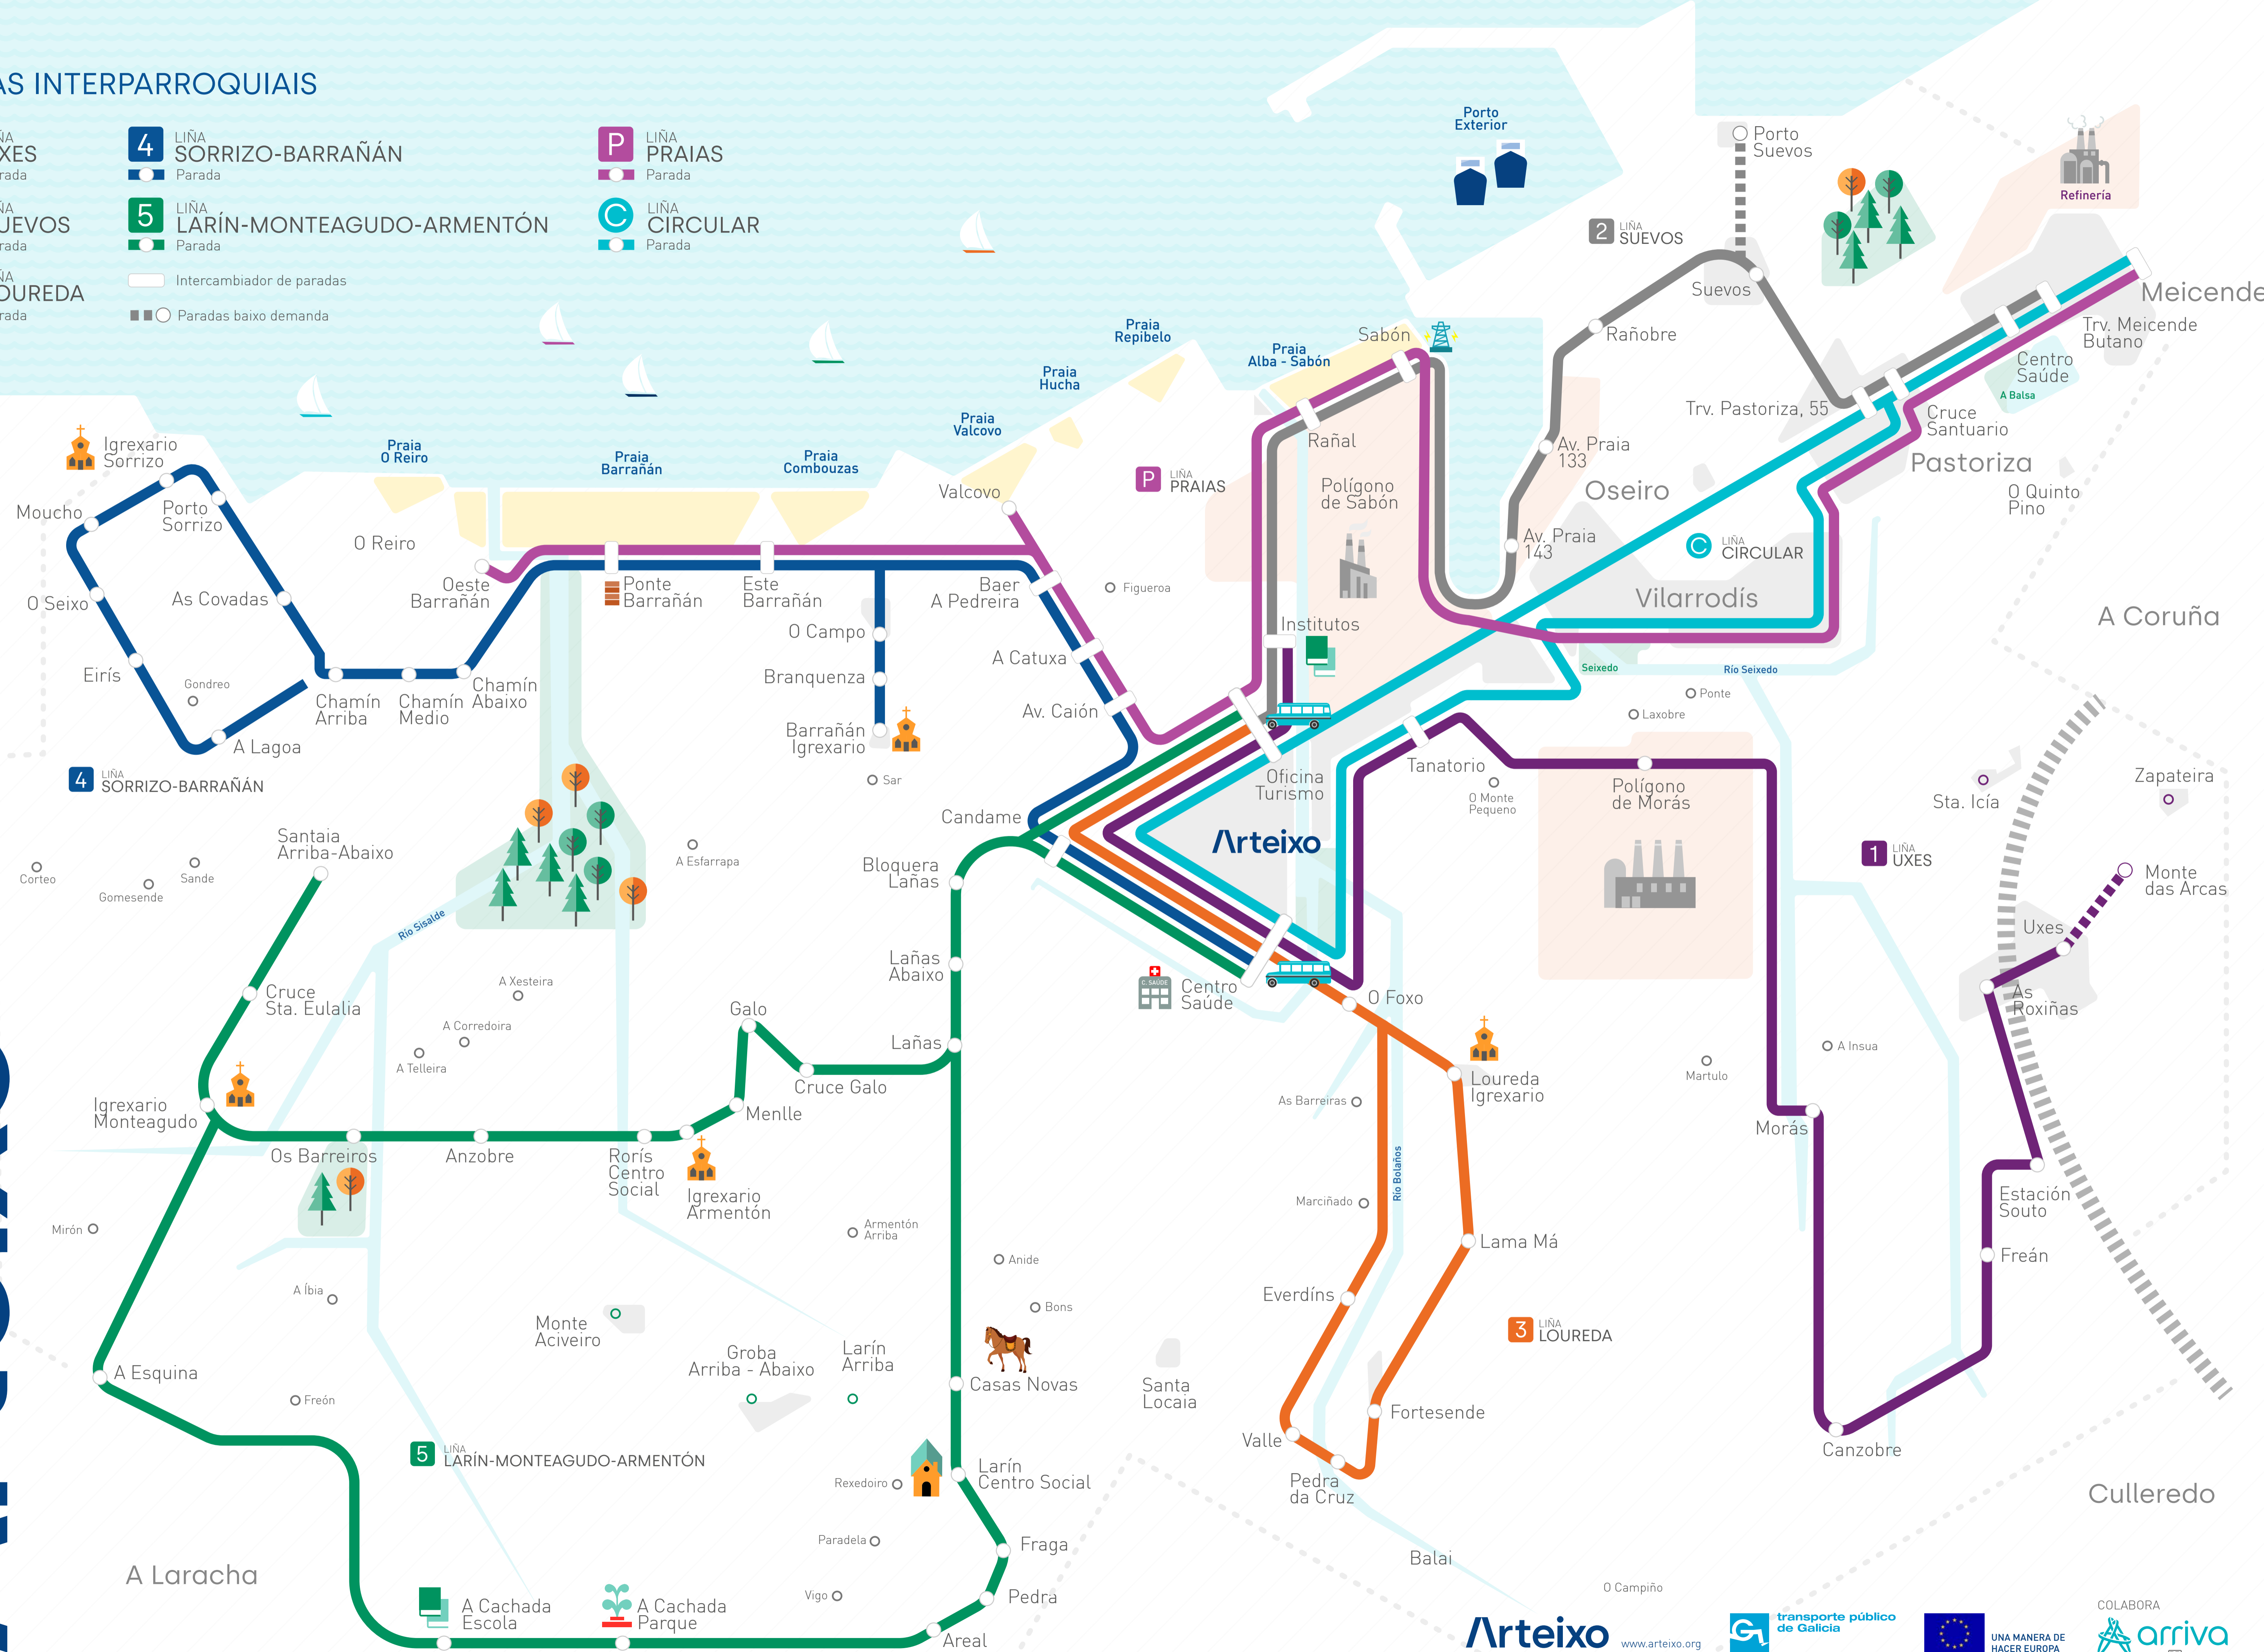 AS INTERPARROQUIAIS
4
LIÑA
SORRIZO-BARRAÑÁN
Parada
P
LIÑA
PRAIAS
Parada
5
LIÑA
LARÍN-MONTEAGUDO-ARMENTÓN
Parada
C
LIÑA
CIRCULAR
Parada
Intercambiador de paradas
Paradas baixo demanda
ÑA
XES
rada
ÑA
UEVOS
rada
ÑA
OUREDA
rada
Porto
Exterior
Porto
Suevos
Refinería
2
LIÑA
SUEVOS
Suevos
Rañobre
Meicende
Trv. Meicende
Butano
Centro
Saúde
A Balsa
Trv. Pastoriza, 55
Cruce
Santuario
Pastoriza
O Quinto
Pino
Praia
Repibelo
Praia
Hucha
Praia
Alba - Sabón
Sabón
Praia
Valcovo
Praia
O Reiro
Praia
Barrañán
Praia
Combouzas
Rañal
Av. Praia
133
Oseiro
Polígono
de Sabón
P
LIÑA
PRAIAS
Valcovo
Av. Praia
143
C
LIÑA
CIRCULAR
Vilarrodís
A Coruña
Igrexario
Sorrizo
Moucho
Porto
Sorrizo
O Reiro
Oeste
Barrañán
Ponte
Barrañán
Este
Barrañán
Baer
A Pedreira
Figueroa
O Seixo
As Covadas
O Campo
Institutos
A Catuxa
Eirís
Gondreo
Chamín
Arriba
Chamín
Medio
Chamín
Abaixo
Branquenza
Av. Caión
Seixedo
Río Seixedo
Ponte
Laxobre
A Lagoa
Barrañán
Igrexario
Sar
4
LIÑA
SORRIZO-BARRAÑÁN
Oficina
Turismo
Tanatorio
O Monte
Pequeno
Polígono
de Morás
Sta. Icía
Zapateira
Candame
Arteixo
1
LIÑA
UXES
Monte
das Arcas
Uxes
As
Roxiñas
Santaia
Arriba-Abaixo
A Esfarrapa
Bloquera
Lañas
Corteo
Sande
Gomesende
Río Sisalde
Lañas
Abaixo
A Xesteira
Cruce
Sta. Eulalia
C. SAÚDE
Centro
Saúde
O Foxo
A Corredoira
A Telleira
Galo
Lañas
Cruce Galo
Loureda
Igrexario
Martulo
A Insua
Igrexario
Monteagudo
Menlle
As Barreiras
Morás
Os Barreiros
Anzobre
Rorís
Centro
Social
Igrexario
Armentón
Río Bolaños
Marciñado
Estación
Souto
Mirón
Armentón
Arriba
Lama Má
Freán
Anide
A Íbia
Everdíns
Bons
Monte
Aciveiro
3
LIÑA
LOUREDA
Groba
Arriba - Abaixo
Larín
Arriba
A Esquina
Casas Novas
Santa
Locaia
Freón
Fortesende
Valle
Canzobre
5
LIÑA
LARÍN-MONTEAGUDO-ARMENTÓN
Rexedoiro
Larín
Centro Social
Pedra
da Cruz
Culleredo
Paradela
Fraga
Balai
A Laracha
O Campiño
Vigo
Pedra
A Cachada
Escola
A Cachada
Parque
Areal
Arteixo
www.arteixo.org
transporte público
de Galicia
UNA MANERA DE
HACER EUROPA
COLABORA
arriva